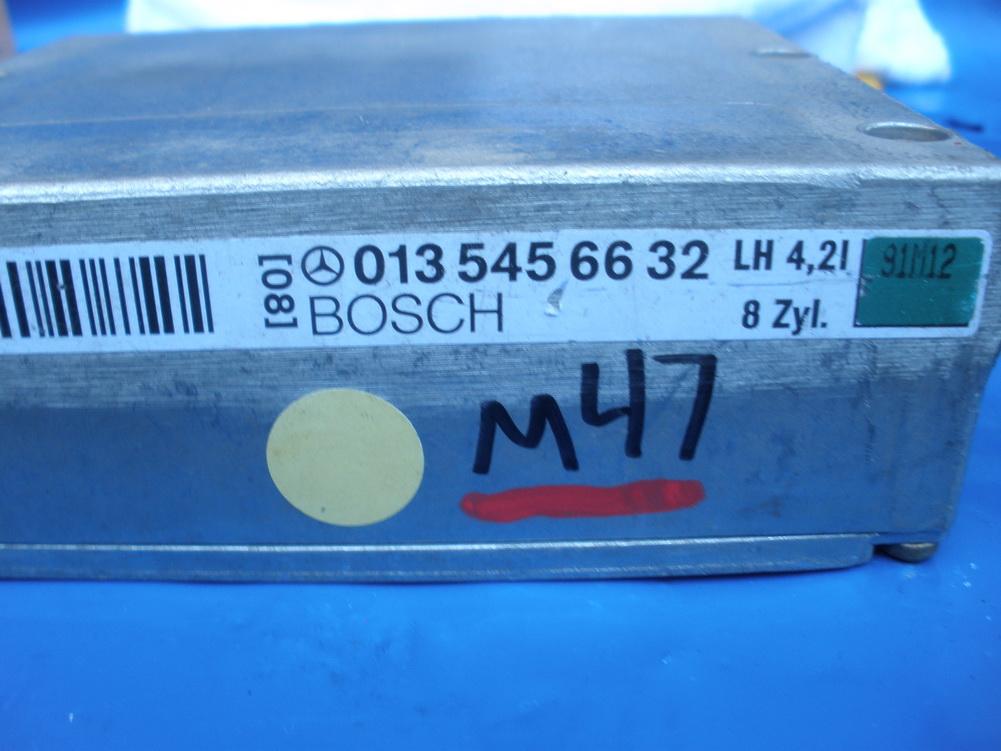 [08] 013 545 66 32 LH 4,2l 91M12
BOSCH 8 Zyl.
M47